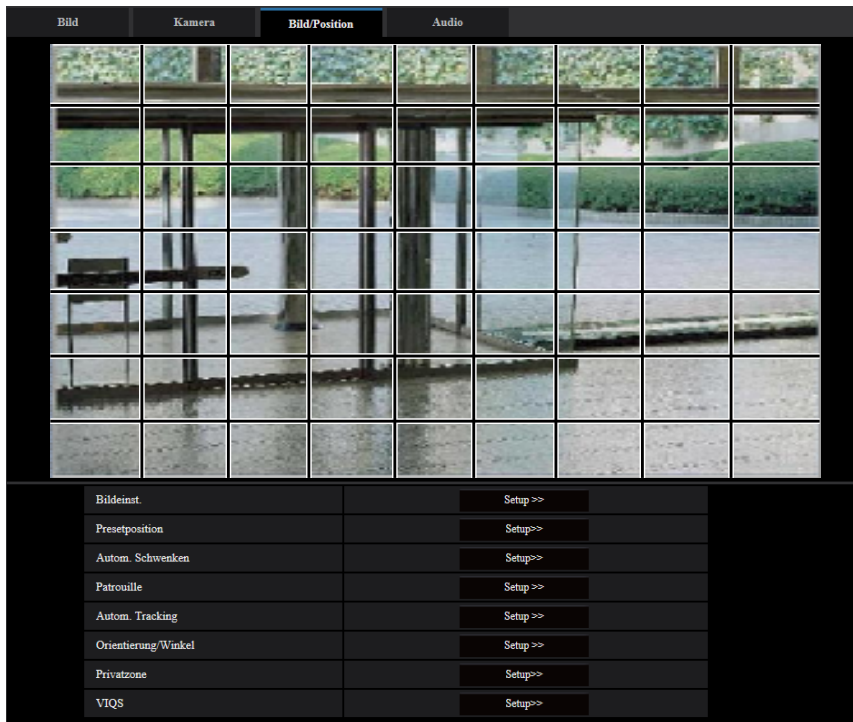 Bild Kamera Bild/Position Audio
Bildeinst. Setup >>
Presetposition Setup>>
Autom. Schwenken Setup>>
Patrouille Setup >>
Autom. Tracking Setup >>
Orientierung/Winkel Setup >>
Privatzone Setup>>
VIQS Setup>>